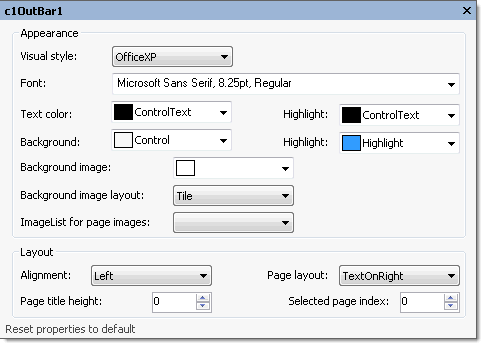 c1OutBar1
Appearance
Visual style: OfficeXP
Font: Microsoft Sans Serif, 8.25pt, Regular
Text color: ControlText Highlight: ControlText
Background: Control Highlight: Highlight
Background image:
Background image layout: Tile
ImageList for page images:
Layout
Alignment: Left Page layout: TextOnRight
Page title height: 0 Selected page index: 0
Reset properties to default